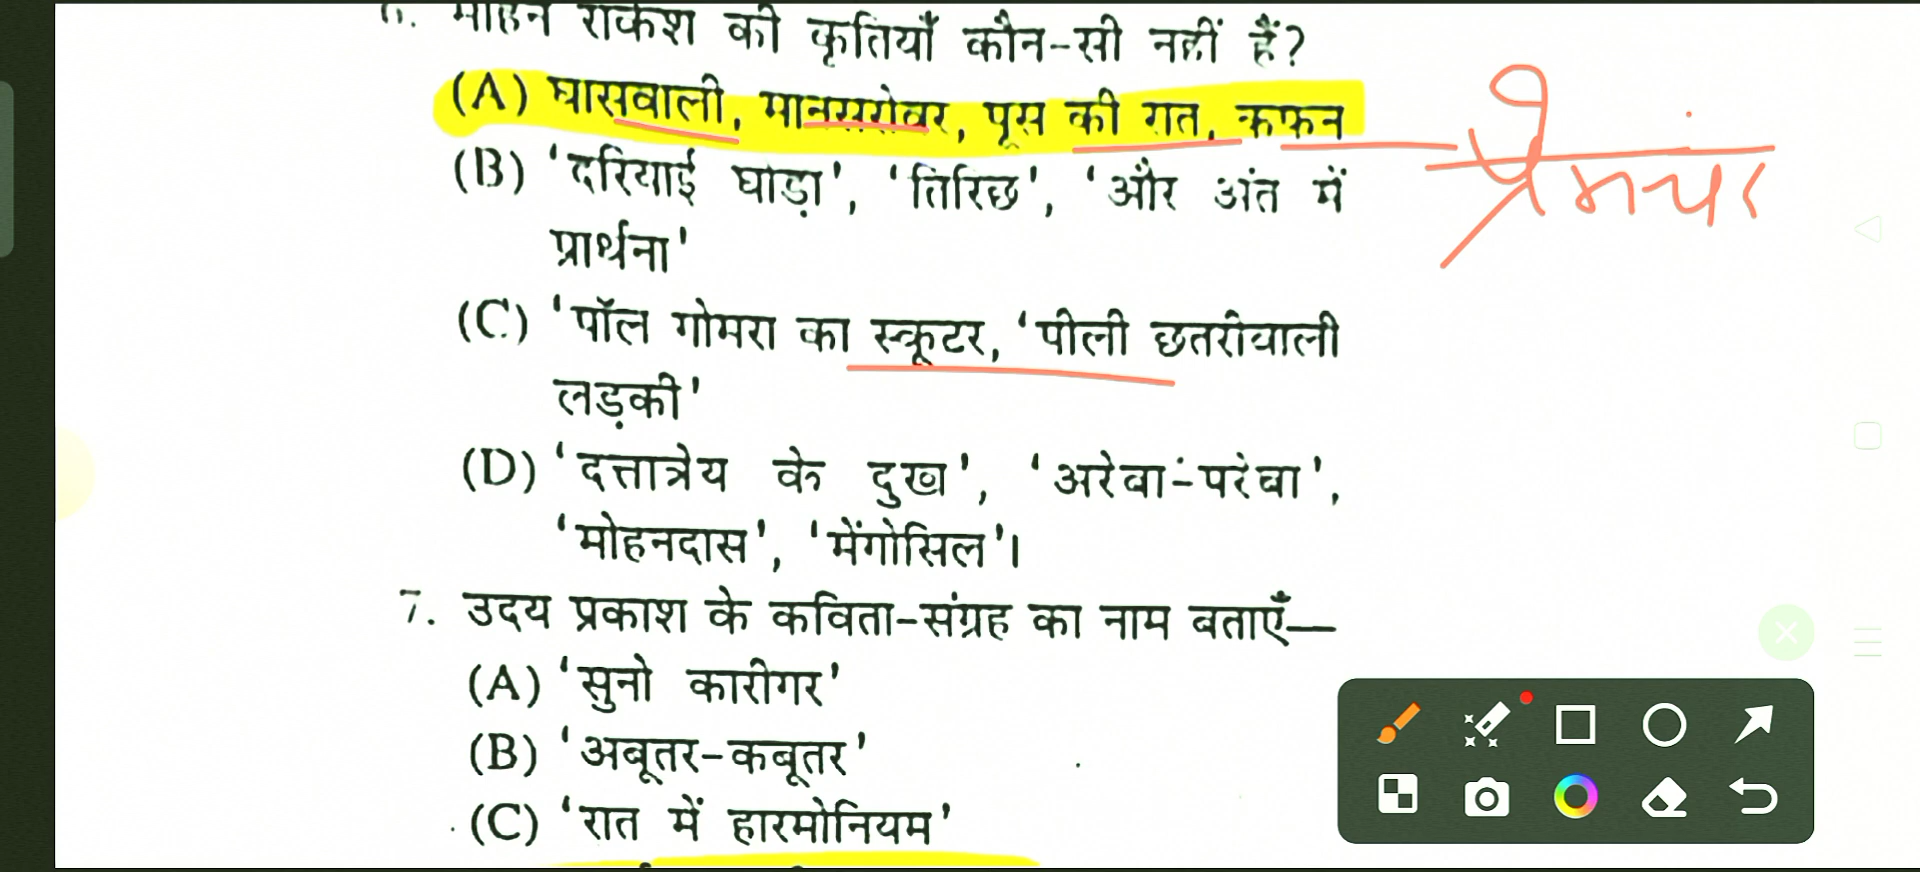 6. मोहन राकेश की कृतियाँ कौन-सी नहीं हैं?
(A) घासवाली, मानसरोवर, पूस की रात, कफन
(B) 'दरियाई घोड़ा', 'तिरिछ', 'और अंत में
प्रार्थना'
(C) 'पॉल गोमरा का स्कूटर, 'पीली छतरीवाली
लड़की'
(D) 'दत्तात्रेय के दुख', 'अरेबा-परेबा',
'मोहनदास', 'मेंगोसिल'।
7. उदय प्रकाश के कविता-संग्रह का नाम बताएँ—
(A) 'सुनो कारीगर'
(B) 'अबूतर-कबूतर'
(C) 'रात में हारमोनियम'